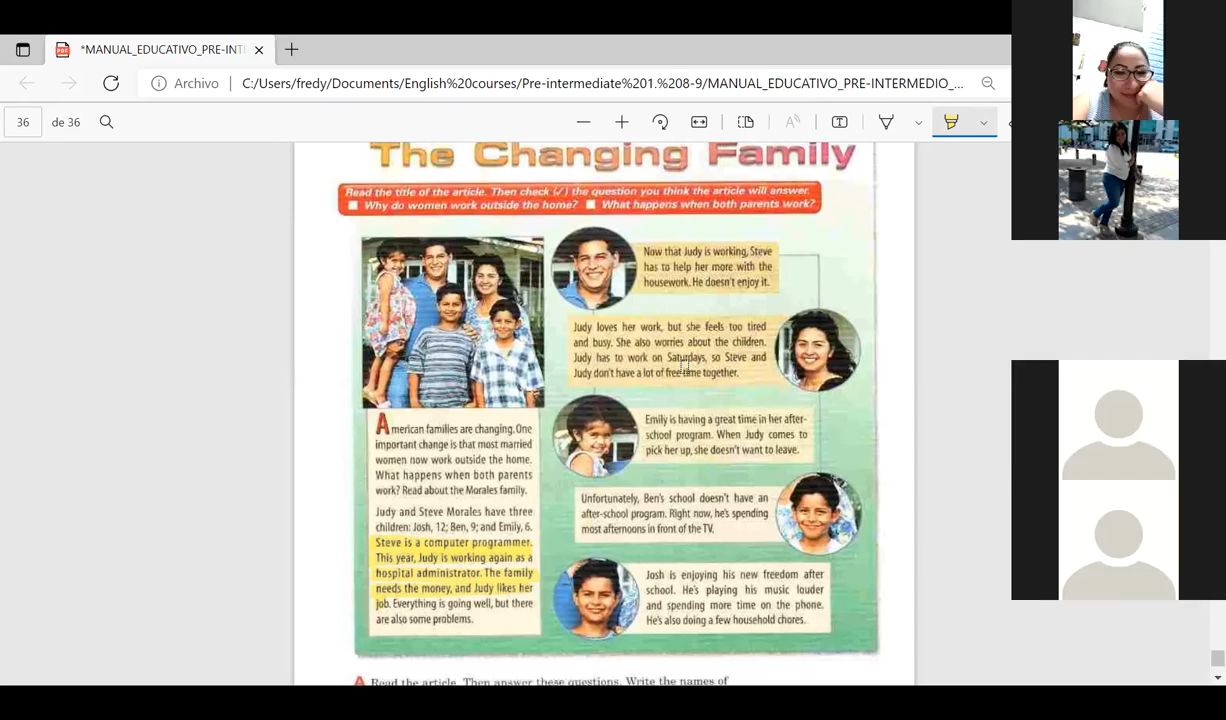 *MANUAL_EDUCATIVO_PRE-INTE
Archivo
C:/Users/fredy/Documents/English%20courses/Pre-intermediate%201.%208-9/MANUAL_EDUCATIVO_PRE-INTERMEDIO_...
36 de 36
The Changing Family
Read the title of the article. Then check (✓) the question you think the article will answer.
Why do women work outside the home? What happens when both parents work?
Now that Judy is working, Steve
has to help her more with the
housework. He doesn't enjoy it.
Judy loves her work, but she feels too tired
and busy. She also worries about the children.
Judy has to work on Saturdays, so Steve and
Judy don't have a lot of free time together.
American families are changing. One
important change is that most married
women now work outside the home.
What happens when both parents
work? Read about the Morales family.
Judy and Steve Morales have three
children: Josh, 12; Ben, 9; and Emily, 6.
Steve is a computer programmer.
This year, Judy is working again as a
hospital administrator. The family
needs the money, and Judy likes her
job. Everything is going well, but there
are also some problems.
Emily is having a great time in her after-
school program. When Judy comes to
pick her up, she doesn't want to leave.
Unfortunately, Ben's school doesn't have an
after-school program. Right now, he's spending
most afternoons in front of the TV.
Josh is enjoying his new freedom after
school. He's playing his music louder
and spending more time on the phone.
He's also doing a few household chores.
A Read the article. Then answer these questions. Write the names of